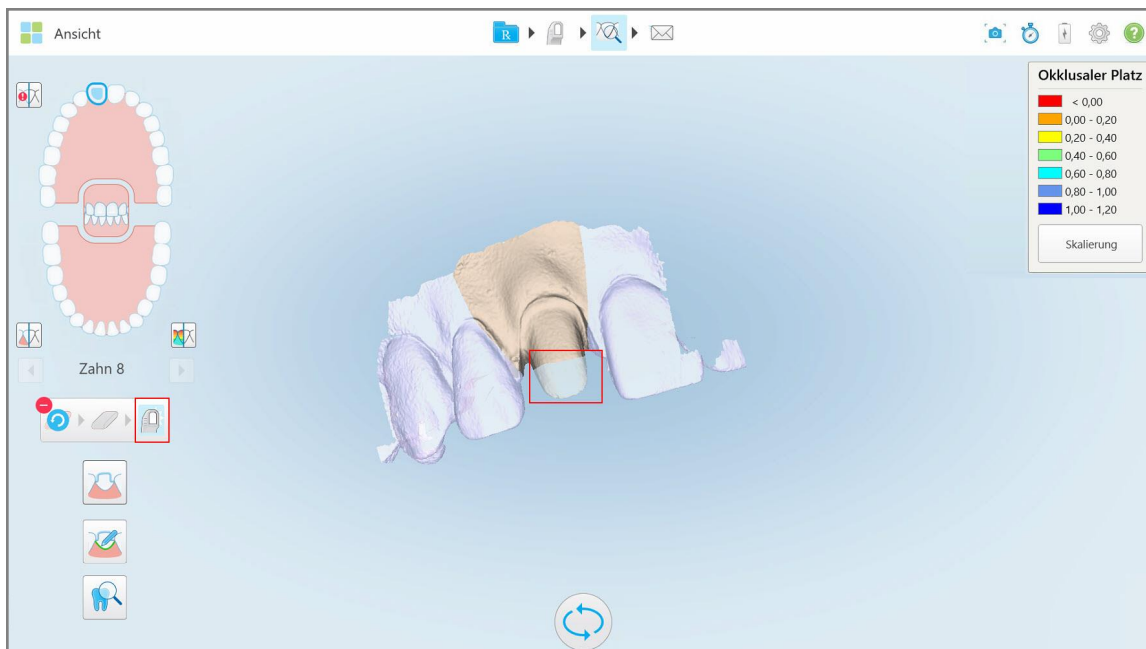 Ansicht
R
?
Okklusaler Platz
< 0,00
0,00 - 0,20
0,20 - 0,40
0,40 - 0,60
0,60 - 0,80
0,80 - 1,00
1,00 - 1,20
Skalierung
Zahn 8